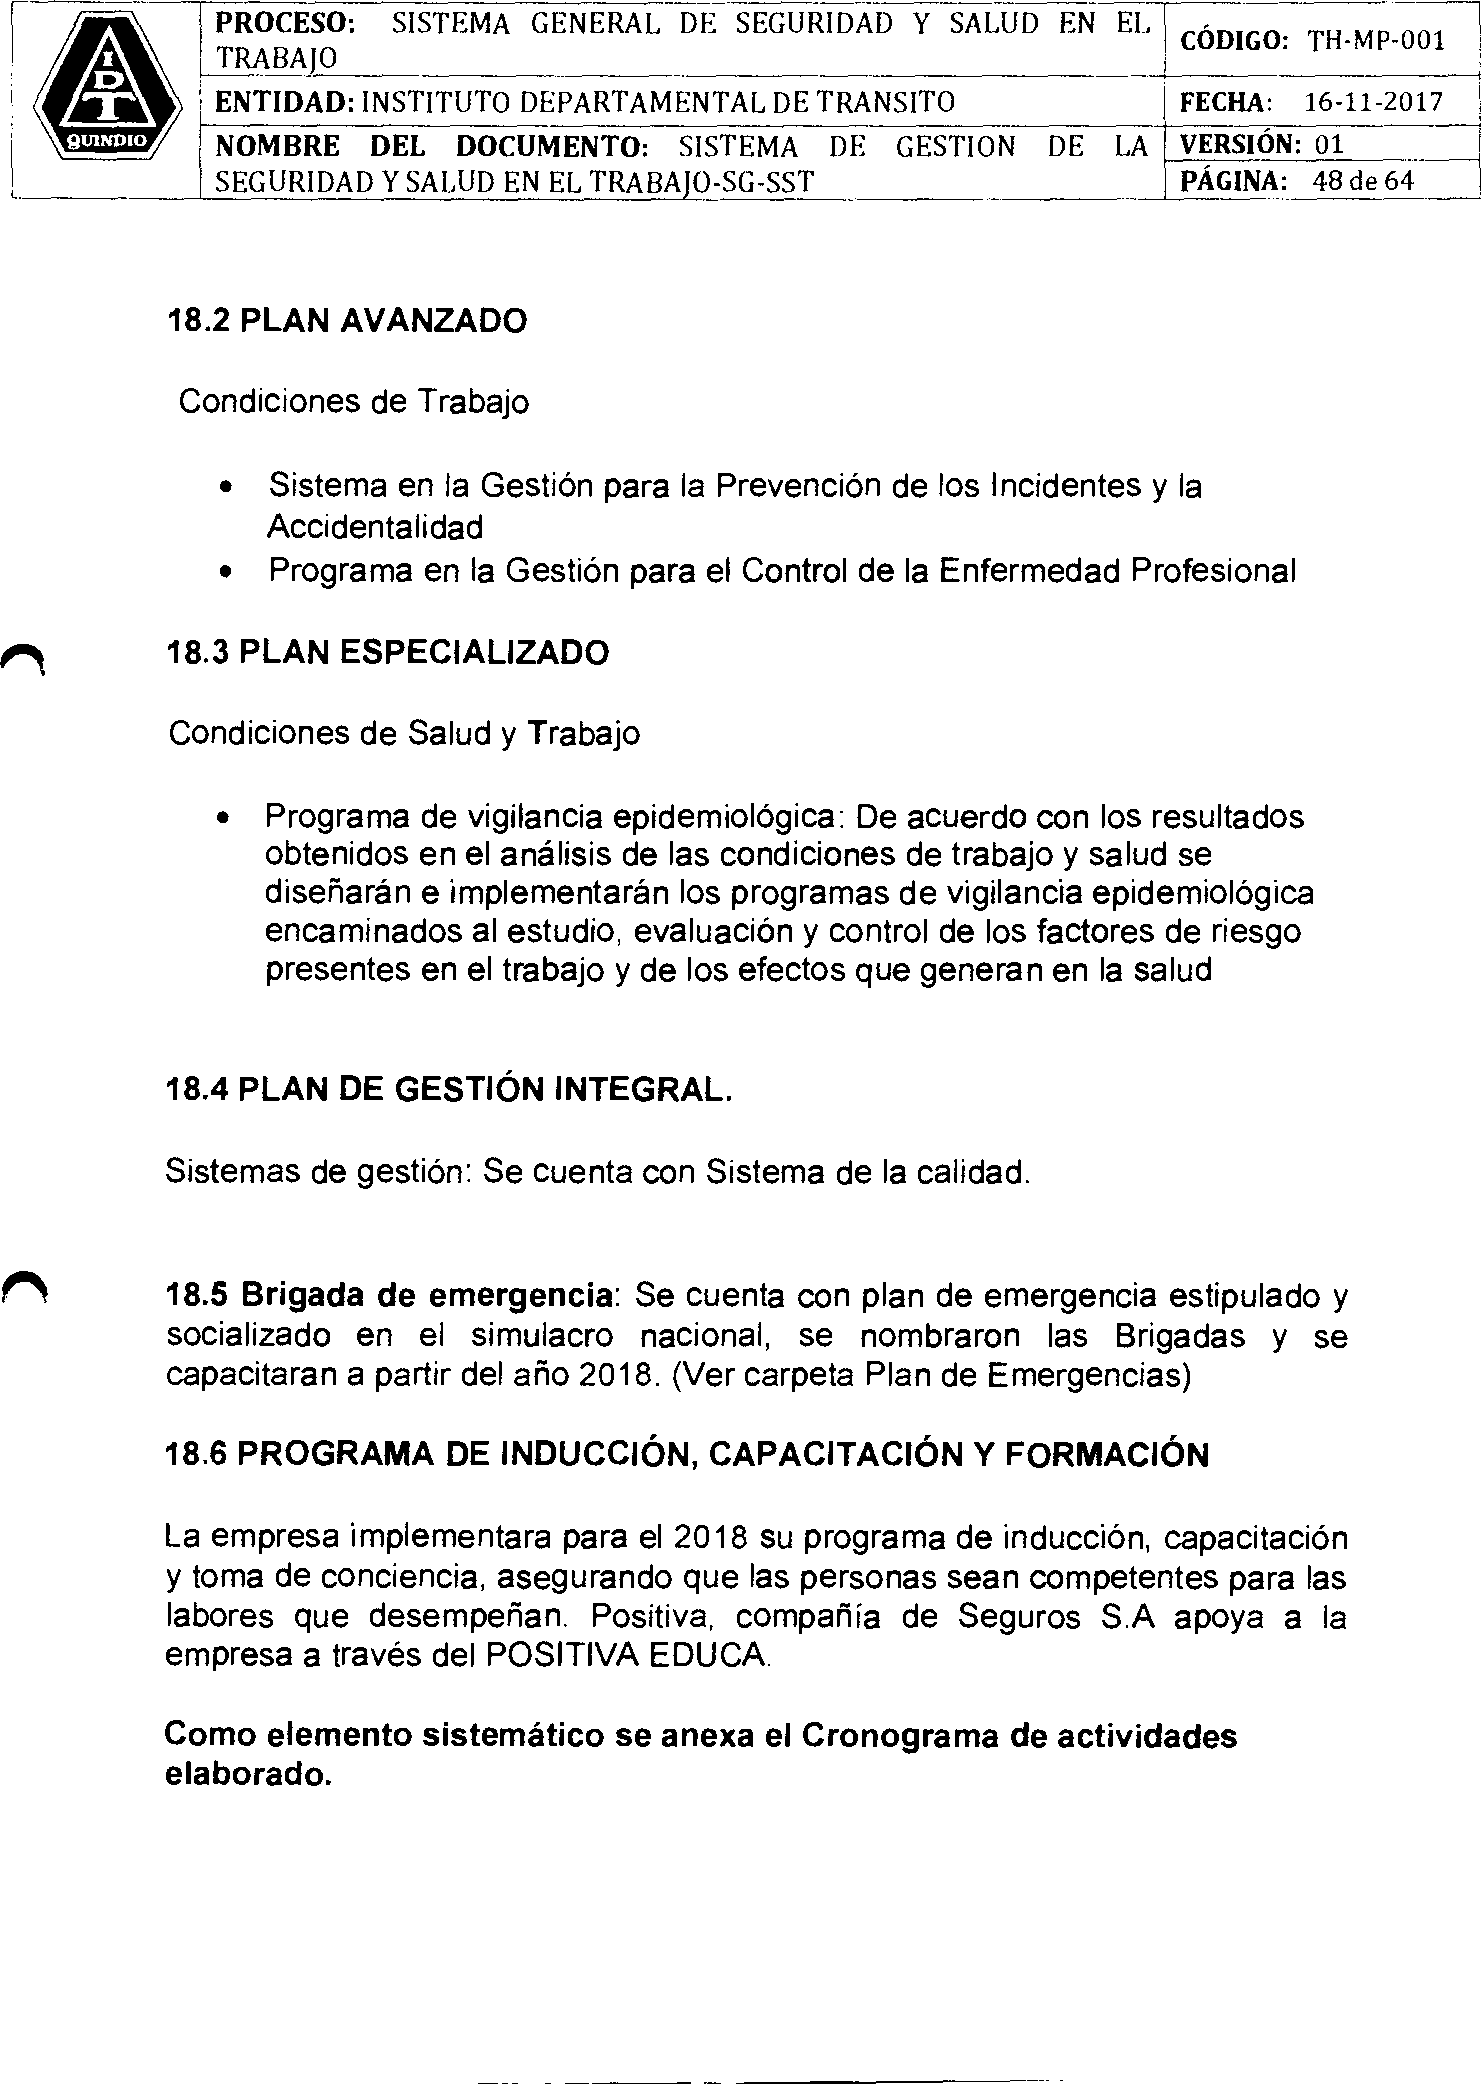 IDT
QUINDIO
PROCESO: SISTEMA GENERAL DE SEGURIDAD Y SALUD EN EL
TRABAJO
CÓDIGO: TH-MP-001
ENTIDAD: INSTITUTO DEPARTAMENTAL DE TRANSITO
FECHA: 16-11-2017
NOMBRE DEL DOCUMENTO: SISTEMA DE GESTION DE LA
SEGURIDAD Y SALUD EN EL TRABAJO-SG-SST
VERSIÓN: 01
PÁGINA: 48 de 64
18.2 PLAN AVANZADO
Condiciones de Trabajo
• Sistema en la Gestión para la Prevención de los Incidentes y la
Accidentalidad
• Programa en la Gestión para el Control de la Enfermedad Profesional
18.3 PLAN ESPECIALIZADO
Condiciones de Salud y Trabajo
• Programa de vigilancia epidemiológica: De acuerdo con los resultados
obtenidos en el análisis de las condiciones de trabajo y salud se
diseñarán e implementarán los programas de vigilancia epidemiológica
encaminados al estudio, evaluación y control de los factores de riesgo
presentes en el trabajo y de los efectos que generan en la salud
18.4 PLAN DE GESTIÓN INTEGRAL.
Sistemas de gestión: Se cuenta con Sistema de la calidad.
18.5 Brigada de emergencia: Se cuenta con plan de emergencia estipulado y
socializado en el simulacro nacional, se nombraron las Brigadas y se
capacitaran a partir del año 2018. (Ver carpeta Plan de Emergencias)
18.6 PROGRAMA DE INDUCCIÓN, CAPACITACIÓN Y FORMACIÓN
La empresa implementara para el 2018 su programa de inducción, capacitación
y toma de conciencia, asegurando que las personas sean competentes para las
labores que desempeñan. Positiva, compañía de Seguros S.A apoya a la
empresa a través del POSITIVA EDUCA.
Como elemento sistemático se anexa el Cronograma de actividades
elaborado.